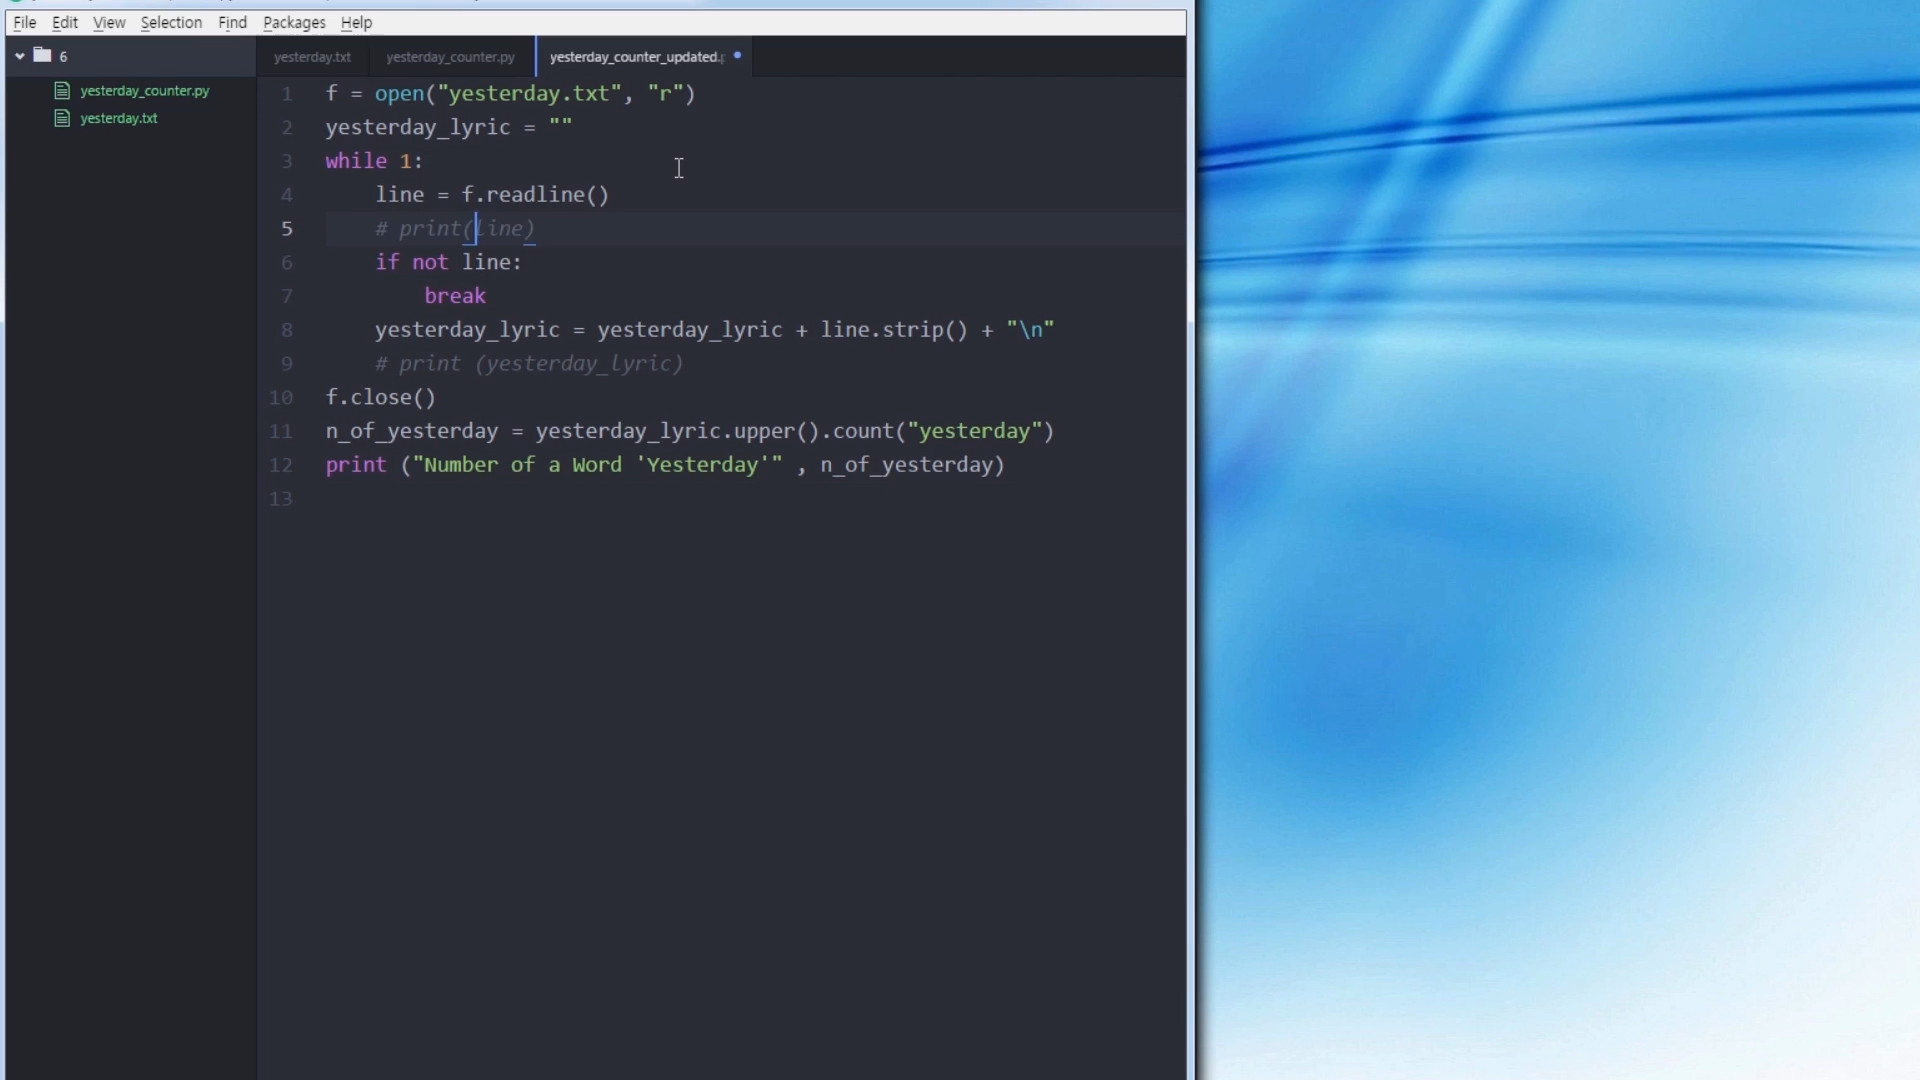 File Edit View Selection Find Packages Help
6
yesterday_counter.py
yesterday.txt
yesterday.txt yesterday_counter.py yesterday_counter_updated.
1 f = open("yesterday.txt", "r")
2 yesterday_lyric = ""
3 while 1:
4     line = f.readline()
5     # print(line)
6     if not line:
7         break
8     yesterday_lyric = yesterday_lyric + line.strip() + "\n"
9     # print (yesterday_lyric)
10 f.close()
11 n_of_yesterday = yesterday_lyric.upper().count("yesterday")
12 print ("Number of a Word 'Yesterday'" , n_of_yesterday)
13